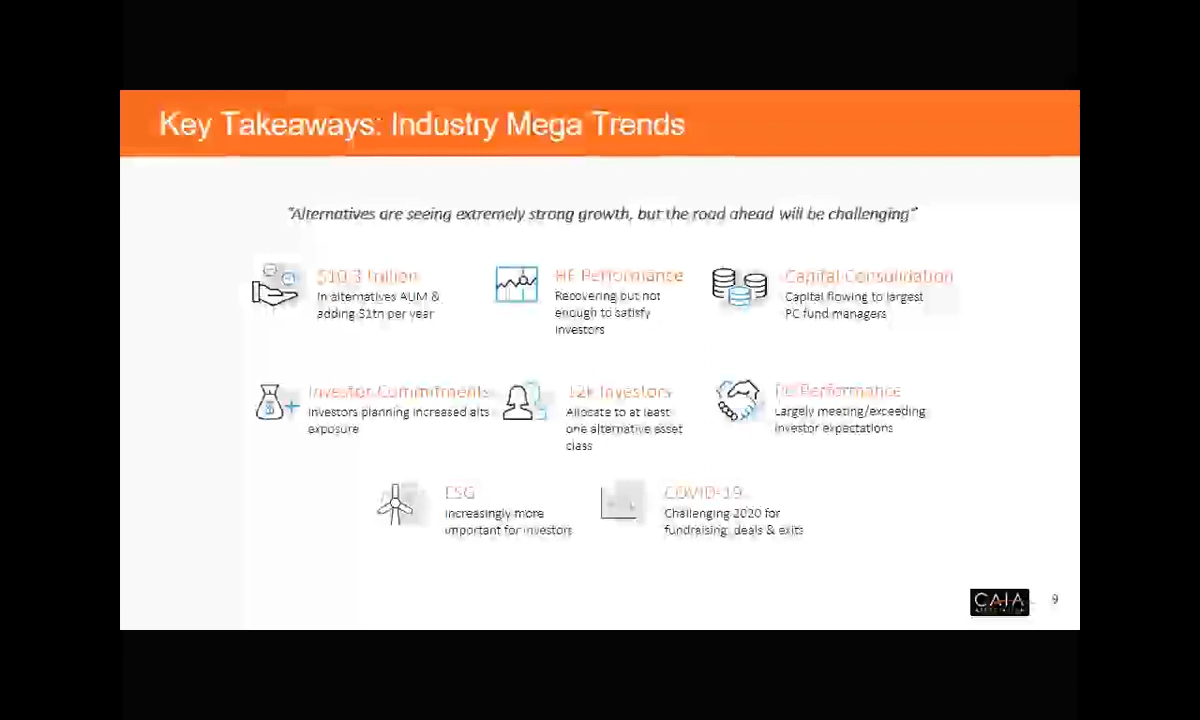 Key Takeaways: Industry Mega Trends
"Alternatives are seeing extremely strong growth, but the road ahead will be challenging"
$10.3 trillion
In alternatives AUM &
adding $1tn per year
HF Performance
Recovering but not
enough to satisfy
investors
Capital Consolidation
Capital flowing to largest
PC fund managers
Investor Commitments
Investors planning increased alts
exposure
12k Investors
Allocate to at least
one alternative asset
class
Performance
Largely meeting/exceeding
investor expectations
ESG
Increasingly more
important for investors
COVID-19
Challenging 2020 for
fundraising, deals & exits
CAIA
9